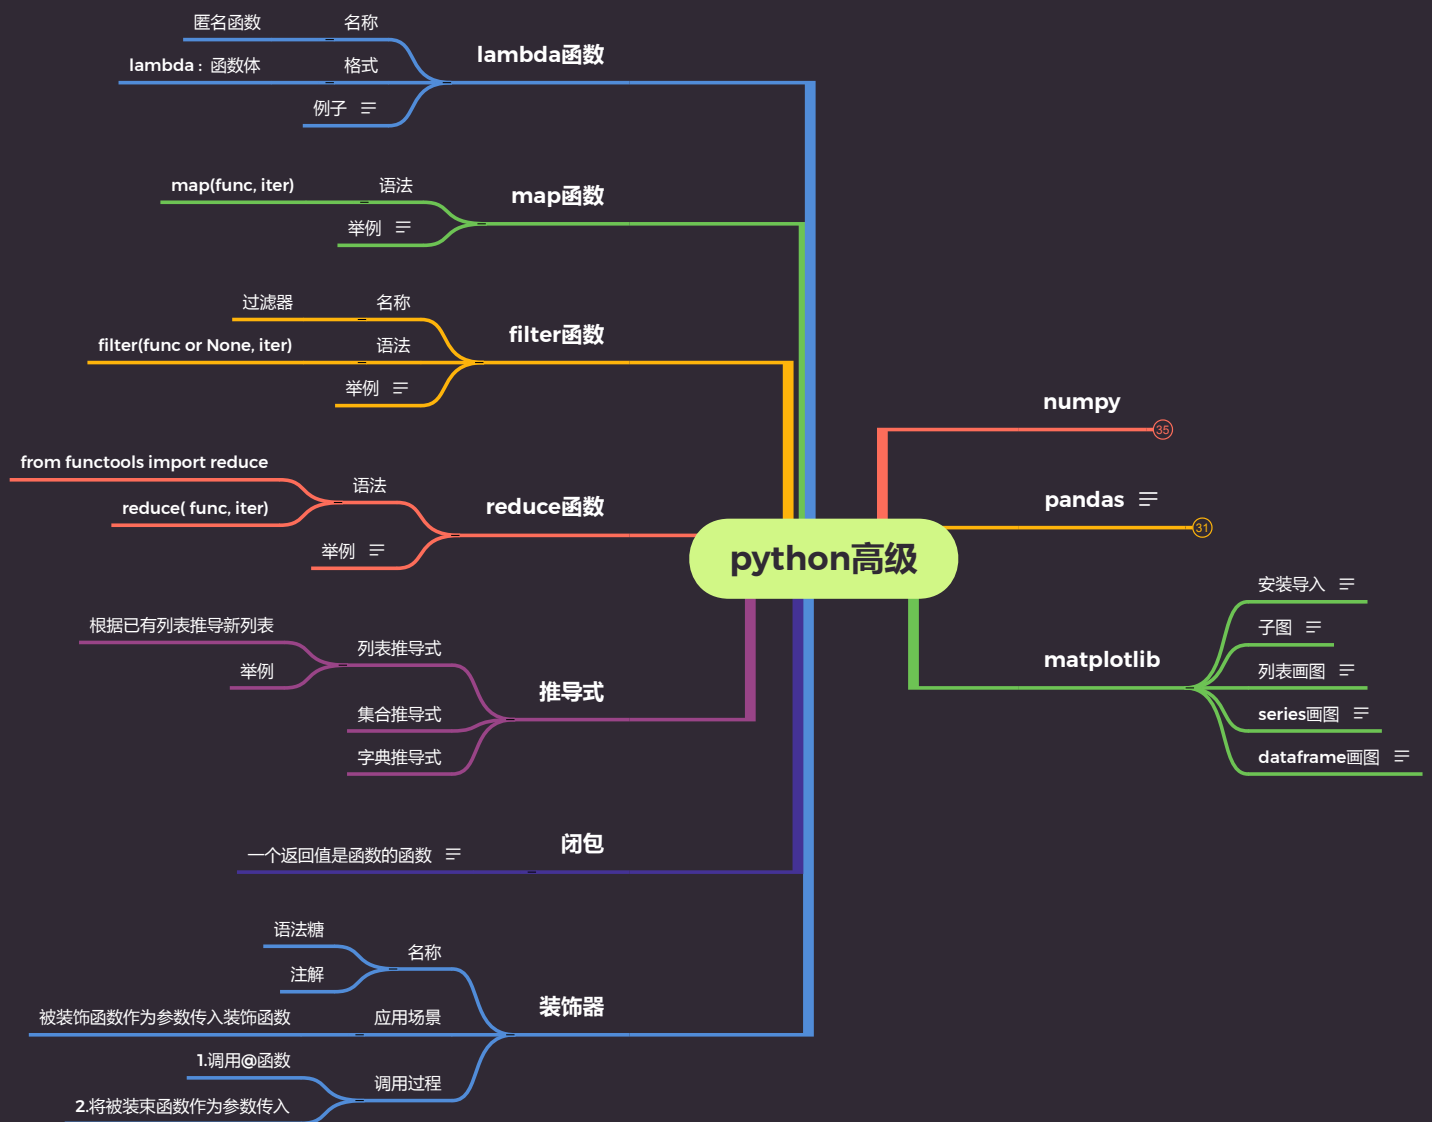 python高级
lambda函数
名称
匿名函数
格式
lambda : 函数体
例子
map函数
语法
map(func, iter)
举例
filter函数
名称
过滤器
语法
filter(func or None, iter)
举例
reduce函数
语法
from functools import reduce
reduce( func, iter)
举例
推导式
列表推导式
根据已有列表推导新列表
举例
集合推导式
字典推导式
闭包
一个返回值是函数的函数
装饰器
名称
语法糖
注解
应用场景
被装饰函数作为参数传入装饰函数
调用过程
1.调用@函数
2.将被装束函数作为参数传入
numpy
35
pandas
31
matplotlib
安装导入
子图
列表画图
series画图
dataframe画图